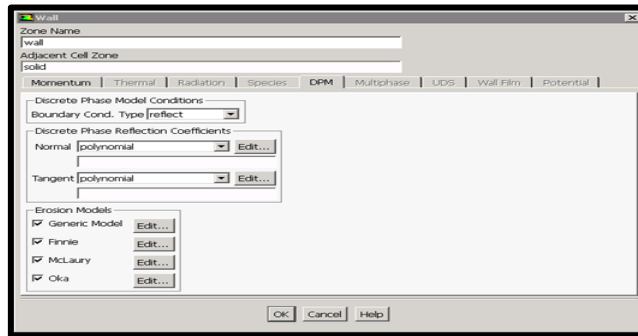 Wall
Zone Name
wall
Adjacent Cell Zone
solid
Momentum Thermal Radiation Species DPM Multiphase UDS Wall Film Potential
Discrete Phase Model Conditions
Boundary Cond. Type reflect
Discrete Phase Reflection Coefficients
Normal polynomial Edit...
Tangent polynomial Edit...
Erosion Models
Generic Model Edit...
Finnie Edit...
McLaury Edit...
Oka Edit...
OK Cancel Help